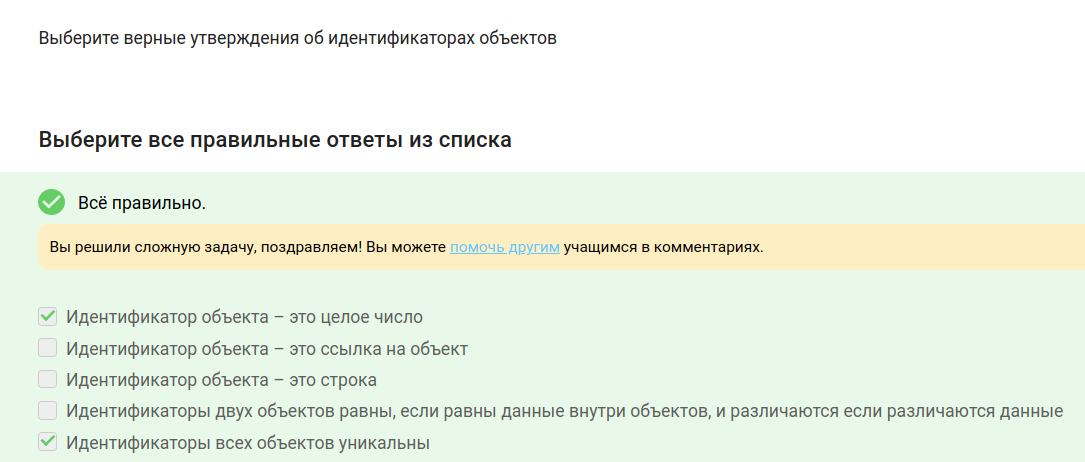 Выберите верные утверждения об идентификаторах объектов
Выберите все правильные ответы из списка
Всё правильно.
Вы решили сложную задачу, поздравляем! Вы можете помочь другим учащимся в комментариях.
Идентификатор объекта – это целое число
Идентификатор объекта – это ссылка на объект
Идентификатор объекта – это строка
Идентификаторы двух объектов равны, если равны данные внутри объектов, и различаются если различаются данные
Идентификаторы всех объектов уникальны